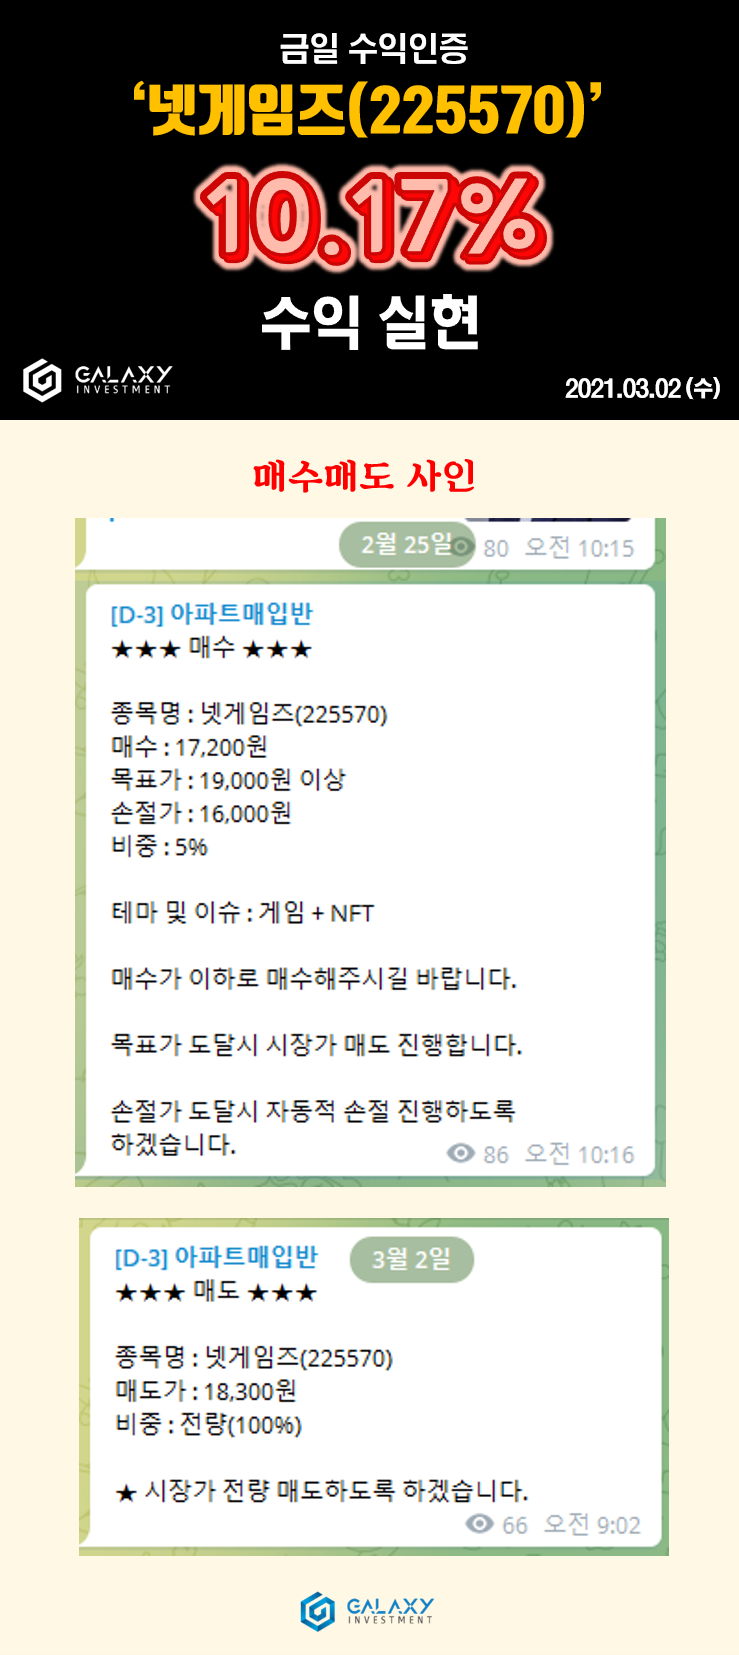 금일 수익인증
‘넷게임즈(225570)’
10.17%
수익 실현
GALAXY
INVESTMENT
2021.03.02 (수)
매수매도 사인
2월 25일
80 오전 10:15
[D-3] 아파트매입반
★★★ 매수 ★★★
종목명 : 넷게임즈(225570)
매수 : 17,200원
목표가 : 19,000원 이상
손절가 : 16,000원
비중 : 5%
테마 및 이슈 : 게임 + NFT
매수가 이하로 매수해주시길 바랍니다.
목표가 도달시 시장가 매도 진행합니다.
손절가 도달시 자동적 손절 진행하도록
하겠습니다.
86 오전 10:16
[D-3] 아파트매입반
3월 2일
★★★ 매도 ★★★
종목명 : 넷게임즈(225570)
매도가 : 18,300원
비중 : 전량(100%)
★ 시장가 전량 매도하도록 하겠습니다.
66 오전 9:02
GALAXY
INVESTMENT